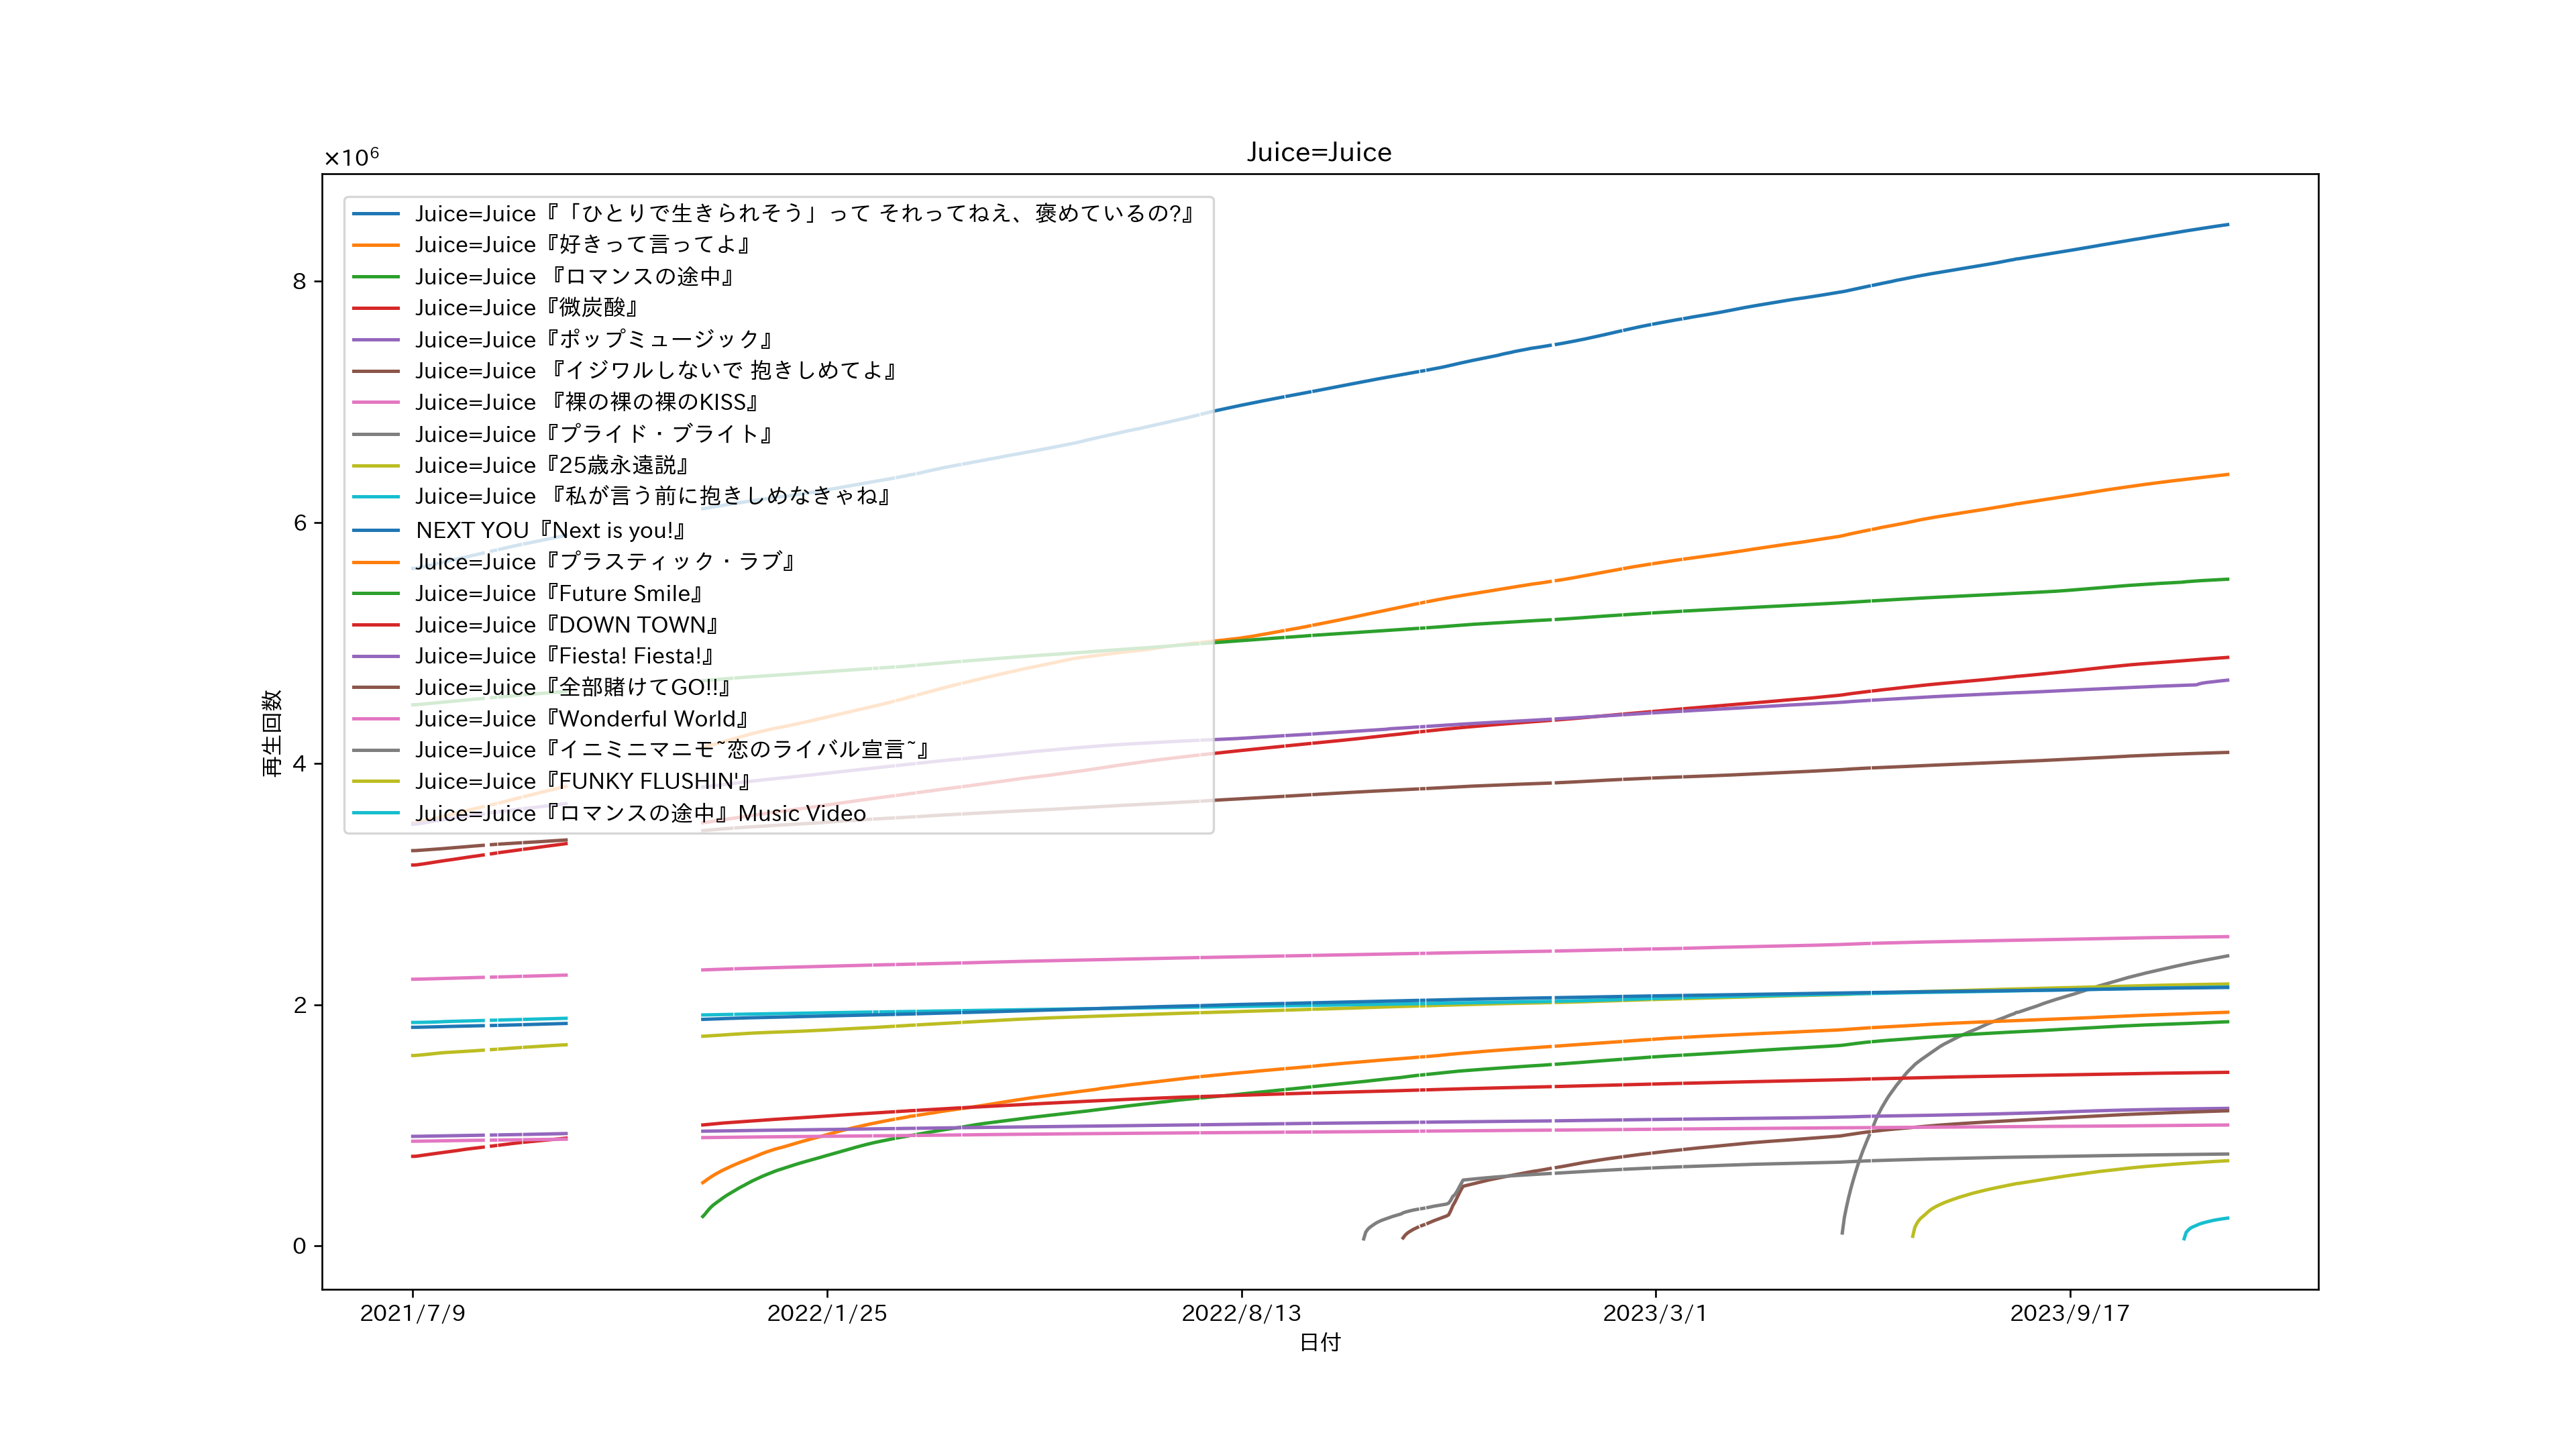 Juice=Juice
×10⁶
Juice=Juice『「ひとりで生きられそう」って それってねえ、褒めているの?』
Juice=Juice『好きって言ってよ』
Juice=Juice 『ロマンスの途中』
Juice=Juice『微炭酸』
Juice=Juice『ポップミュージック』
Juice=Juice 『イジワルしないで 抱きしめてよ』
Juice=Juice 『裸の裸の裸のKISS』
Juice=Juice『プライド・ブライト』
Juice=Juice『25歳永遠説』
Juice=Juice 『私が言う前に抱きしめなきゃね』
NEXT YOU『Next is you!』
Juice=Juice『プラスティック・ラブ』
Juice=Juice『Future Smile』
Juice=Juice『DOWN TOWN』
Juice=Juice『Fiesta! Fiesta!』
Juice=Juice『全部賭けてGO!!』
Juice=Juice『Wonderful World』
Juice=Juice『イニミニマニモ~恋のライバル宣言~』
Juice=Juice『FUNKY FLUSHIN'』
Juice=Juice『ロマンスの途中』Music Video
8
6
4
2
0
再生回数
2021/7/9
2022/1/25
2022/8/13
2023/3/1
2023/9/17
日付